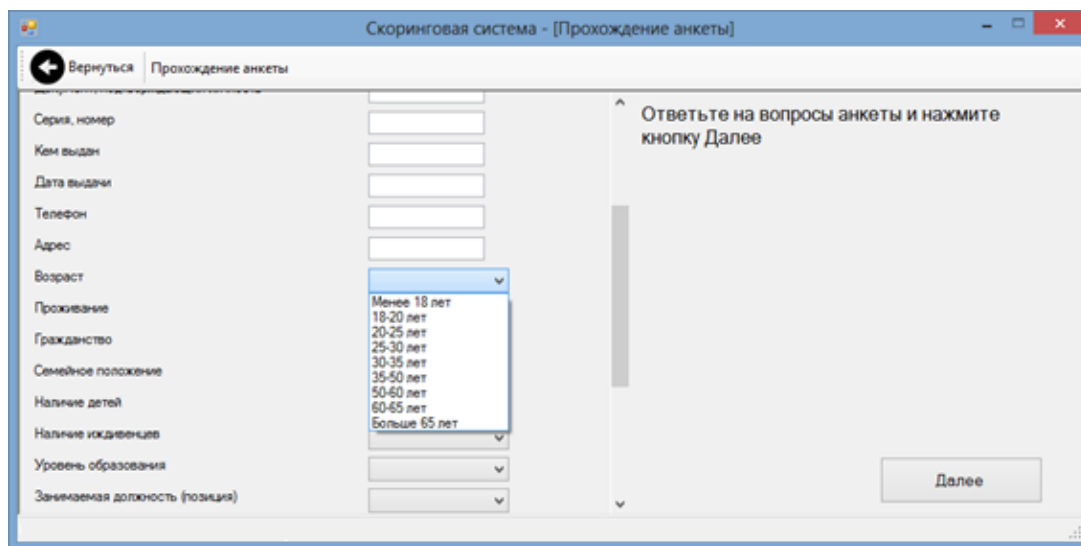 Скоринговая система - [Прохождение анкеты]
Вернуться Прохождение анкеты
Серия, номер
Кем выдан
Дата выдачи
Телефон
Адрес
Возраст
Менее 18 лет
18-20 лет
20-25 лет
25-30 лет
30-35 лет
35-50 лет
50-60 лет
60-65 лет
Больше 65 лет
Проживание
Гражданство
Семейное положение
Наличие детей
Наличие иждивенцев
Уровень образования
Занимаемая должность (позиция)
Ответьте на вопросы анкеты и нажмите
кнопку Далее
Далее